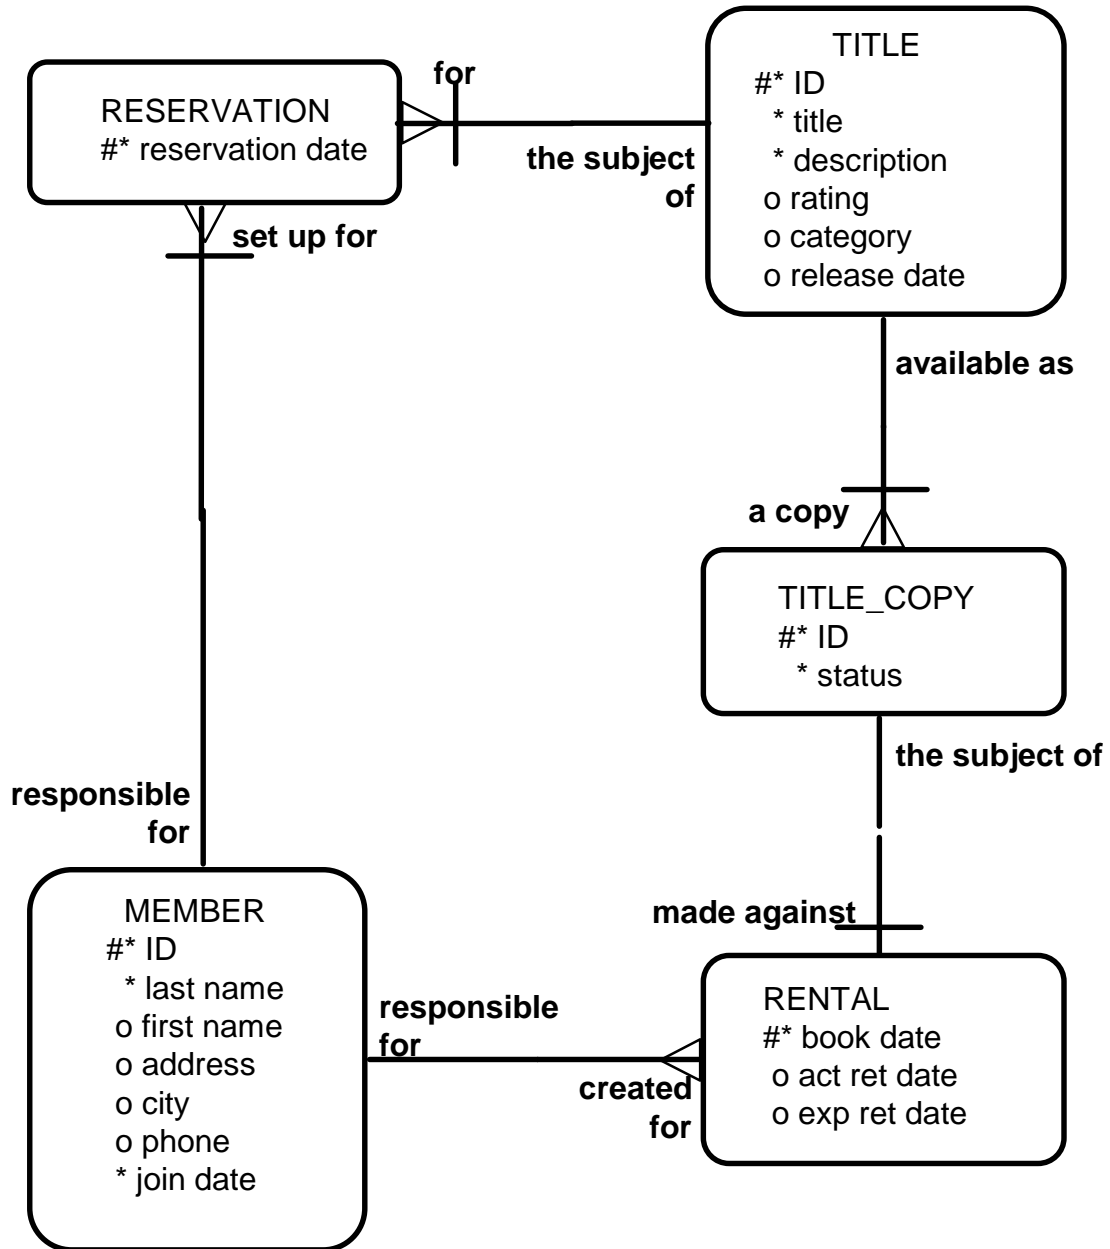 for
RESERVATION
#* reservation date
set up for
the subject
of
TITLE
#* ID
* title
* description
o rating
o category
o release date
available as
a copy
TITLE_COPY
#* ID
* status
the subject of
made against
responsible
for
MEMBER
#* ID
* last name
o first name
o address
o city
o phone
* join date
responsible
for
created
for
RENTAL
#* book date
o act ret date
o exp ret date